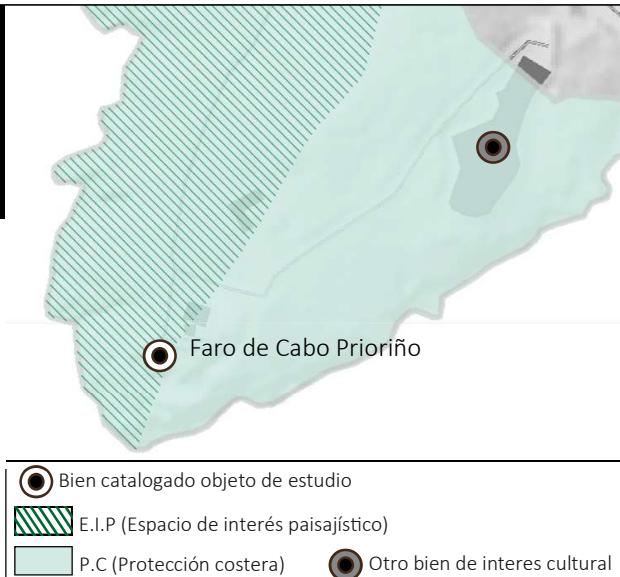 Faro de Cabo Prioriño
Bien catalogado objeto de estudio
E.I.P (Espacio de interés paisajístico)
P.C (Protección costera)
Otro bien de interes cultural